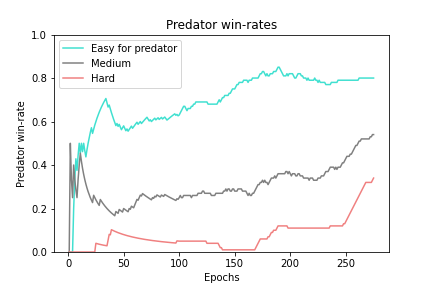 Predator win-rates
Easy for predator
Medium
Hard
Predator win-rate
1.0
0.8
0.6
0.4
0.2
0.0
0 50 100 150 200 250
Epochs